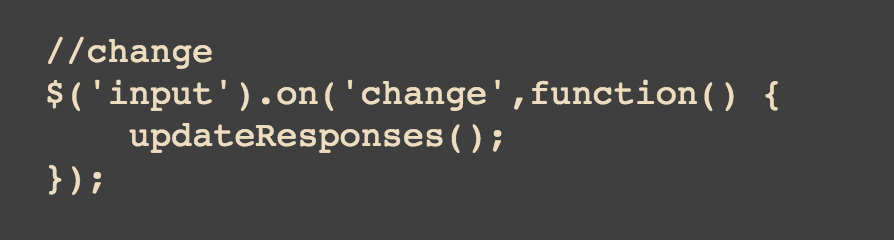 //change
$('input').on('change',function() {
    updateResponses();
});